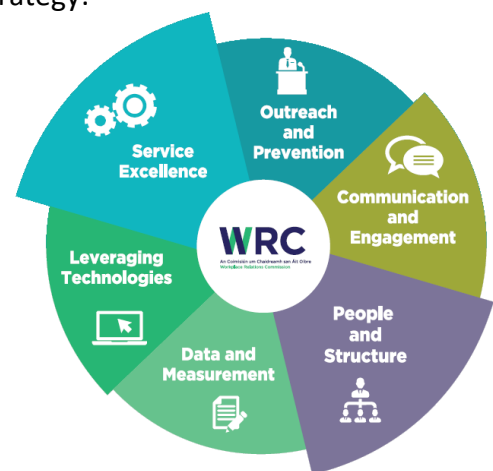 rategy:
Service
Excellence
Outreach
and
Prevention
Communication
and
Engagement
People
and
Structure
Data and
Measurement
Leveraging
Technologies
WRC
An Coimisiún um Chaidreamh san Áit Oibre
Workplace Relations Commission